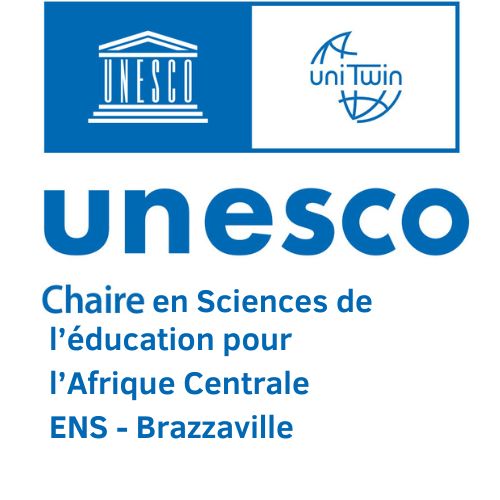 UNESCO
uniTwin
unesco
Chaire en Sciences de
l’éducation pour
l’Afrique Centrale
ENS - Brazzaville